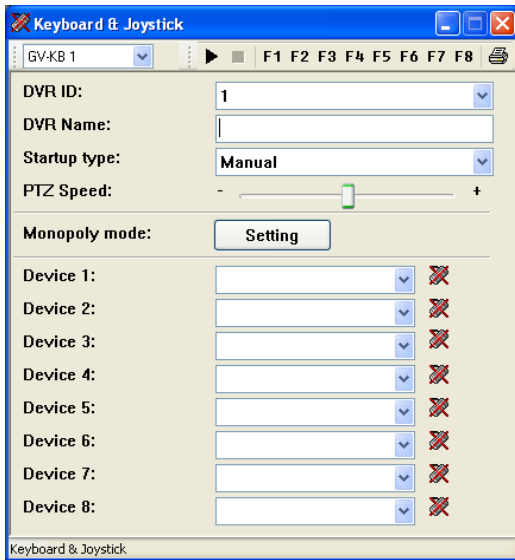 Keyboard & Joystick
GV-KB 1 F1 F2 F3 F4 F5 F6 F7 F8
DVR ID: 1
DVR Name:
Startup type: Manual
PTZ Speed: - +
Monopoly mode: Setting
Device 1:
Device 2:
Device 3:
Device 4:
Device 5:
Device 6:
Device 7:
Device 8:
Keyboard & Joystick